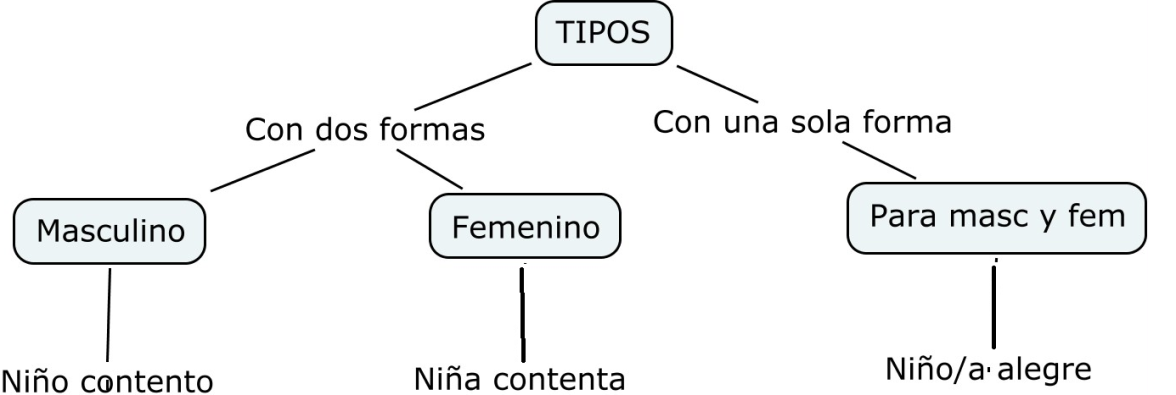 TIPOS
Con dos formas
Con una sola forma
Masculino
Femenino
Para masc y fem
Niño contento
Niña contenta
Niño/a alegre